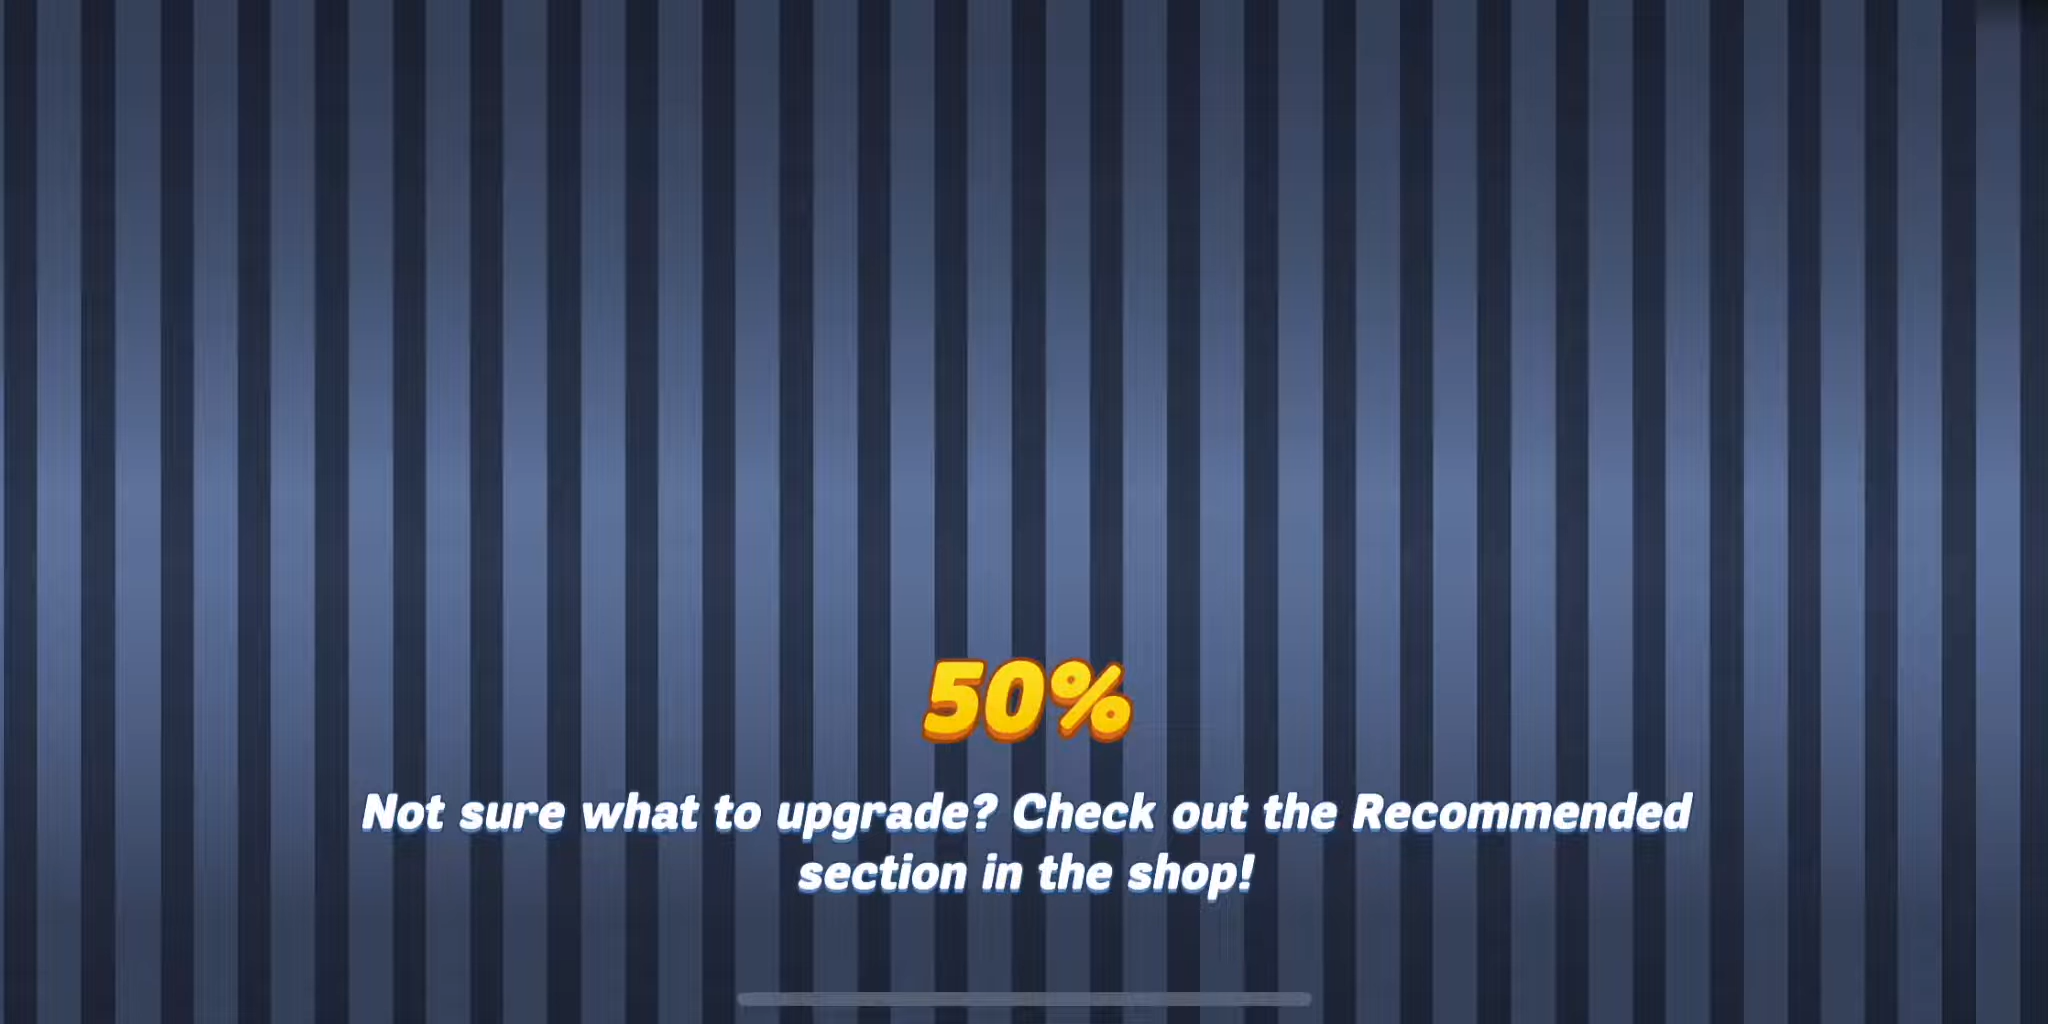 50%
Not sure what to upgrade? Check out the Recommended
section in the shop!